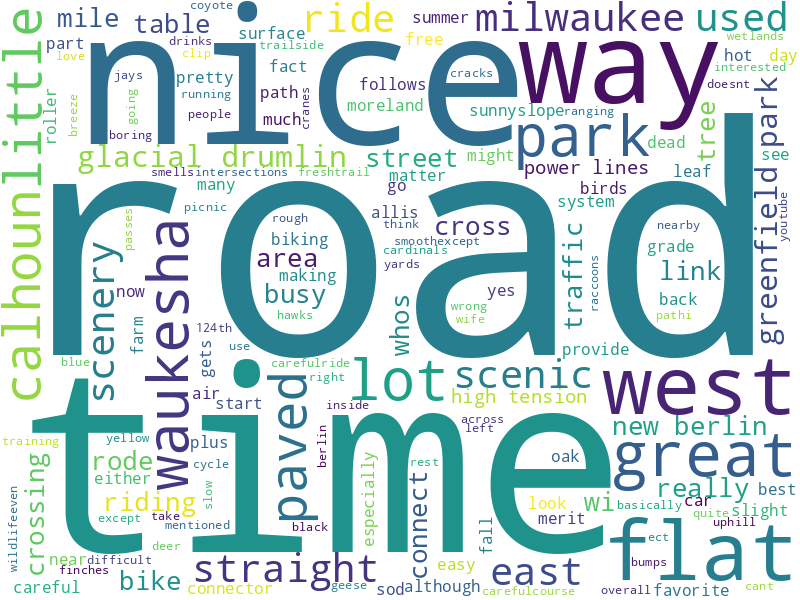 coyote
mile
table
surface
ride
summer
milwaukee
used
part
drinks
trailside
free
wetlands
love
clip
fact
hot
day
nice
way
jays
pretty
follows
cracks
doesnt
interested
little
roller
going
running
path
moreland
sunnyslope
ranging
breeze
people
much
cranes
park
tree
dead
greenfield park
boring
glacial drumlin
street
might
power lines
see
smells
intersections
freshtrail
matter
birds
leaf
many
go
system
youtube
picnic
rough
allis
cross
nearby
calhoun
road
passes
waukesha
biking
think
smoothexcept
traffic
grade
scenery
area
making
cardinals
yards
link
now
busy
yes
raccoons
back
farm
hawks
whos
wrong
wife
pathi
124th
gets
use
provide
blue
carefulride
right
lot
scenic
west
air
paved
high tension
start
inside
across
left
new berlin
training
yellow
plus
time
great
rode
berlin
oak
either
cycle
rest
really
best
crossing
riding
slow
especially
connect
look
wi
basically
car
slight
except
take
fall
merit
quite
uphill
wildlifeeven
mentioned
black
deer
flat
near
difficult
straight
easy
east
bumps
ect
finches
careful
bike
connector
geese
sod
although
carefulcourse
overall
favorite
cant